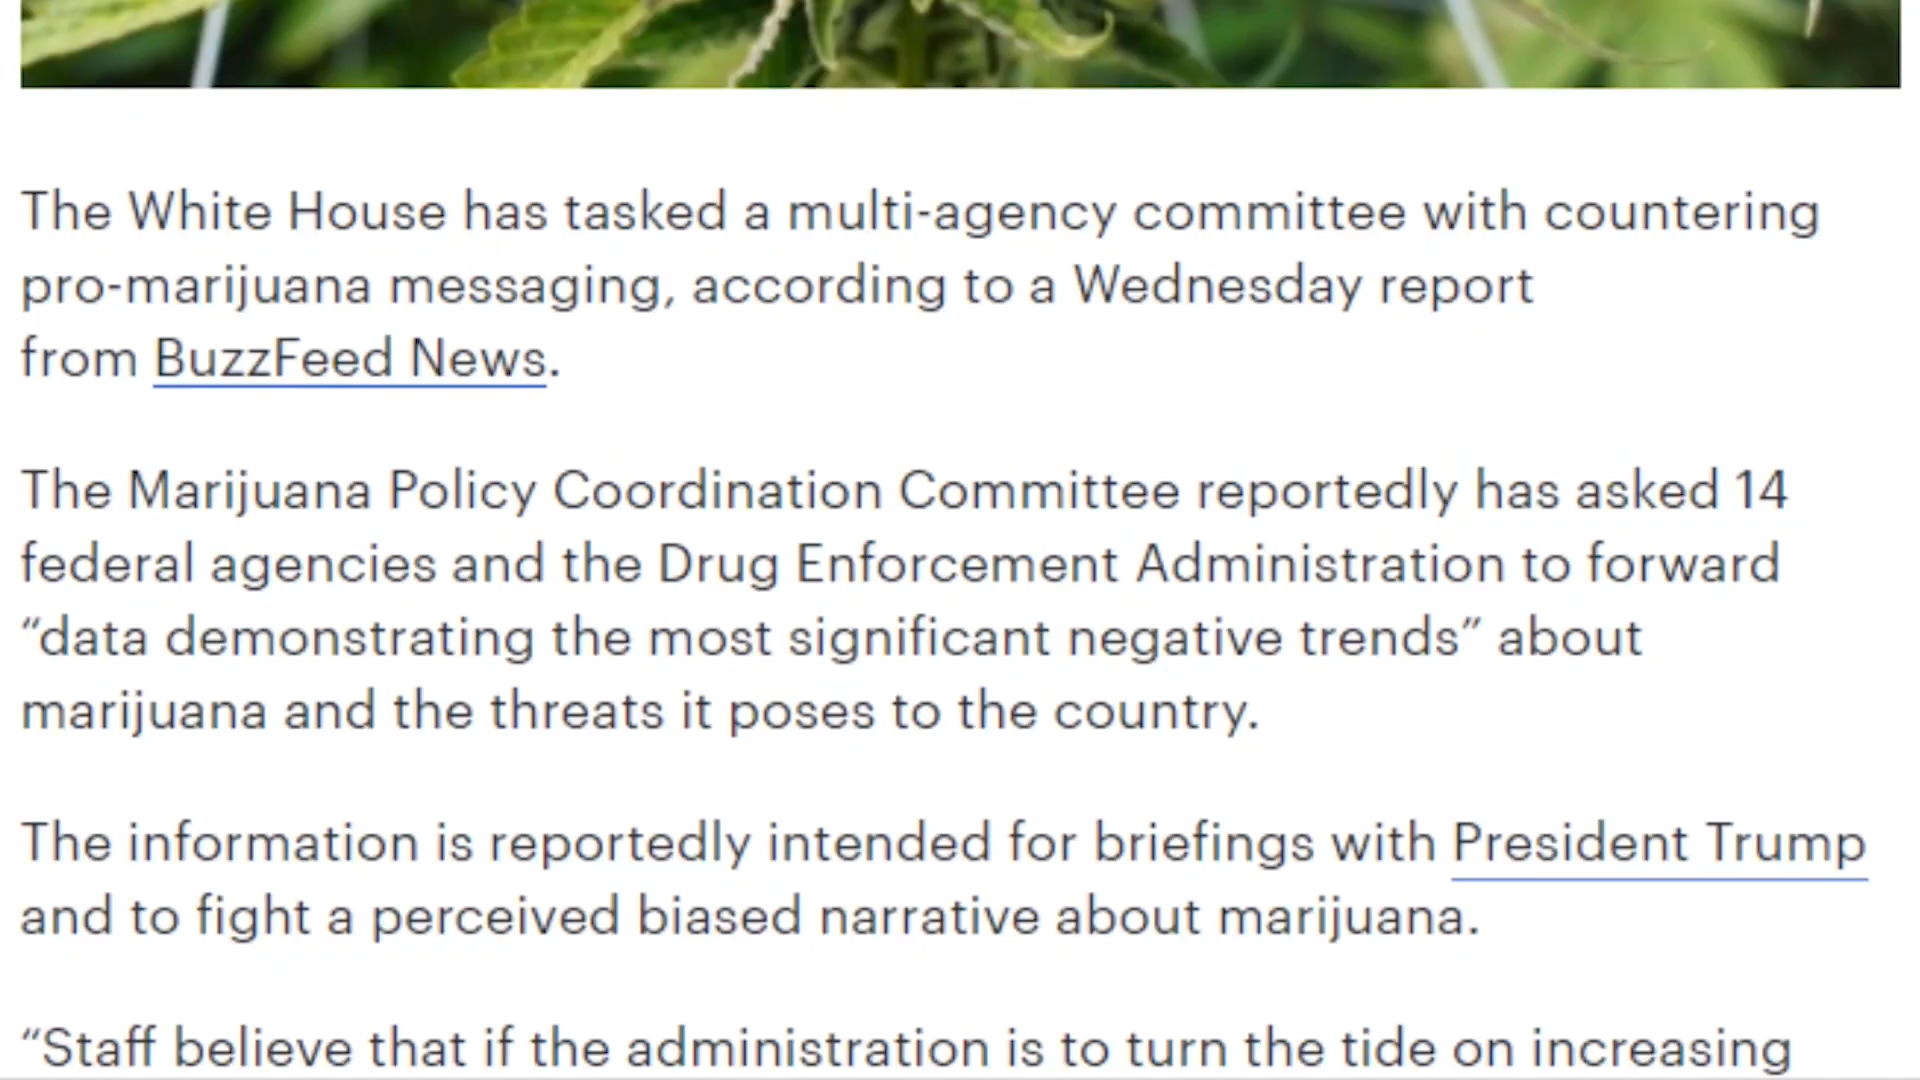 The White House has tasked a multi-agency committee with countering
pro-marijuana messaging, according to a Wednesday report
from BuzzFeed News.
The Marijuana Policy Coordination Committee reportedly has asked 14
federal agencies and the Drug Enforcement Administration to forward
“data demonstrating the most significant negative trends” about
marijuana and the threats it poses to the country.
The information is reportedly intended for briefings with President Trump
and to fight a perceived biased narrative about marijuana.
“Staff believe that if the administration is to turn the tide on increasing